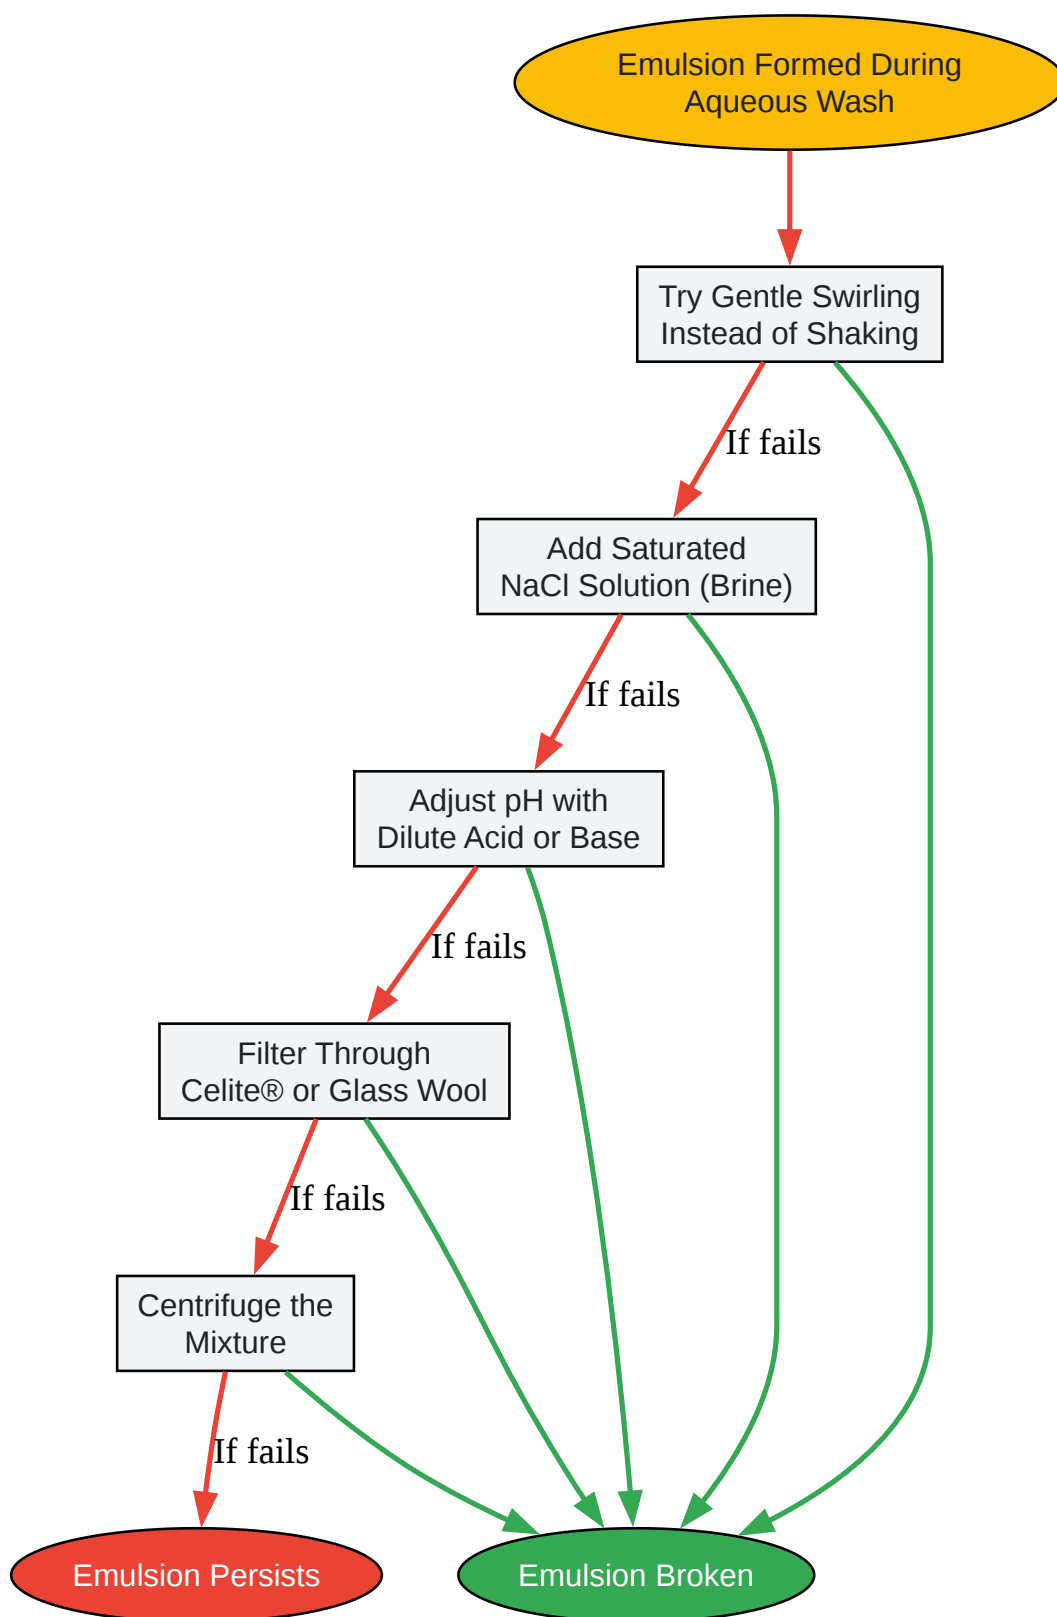 Emulsion Formed During
Aqueous Wash
Try Gentle Swirling
Instead of Shaking
If fails
Add Saturated
NaCl Solution (Brine)
If fails
Adjust pH with
Dilute Acid or Base
If fails
Filter Through
Celite® or Glass Wool
If fails
Centrifuge the
Mixture
If fails
Emulsion Persists
Emulsion Broken